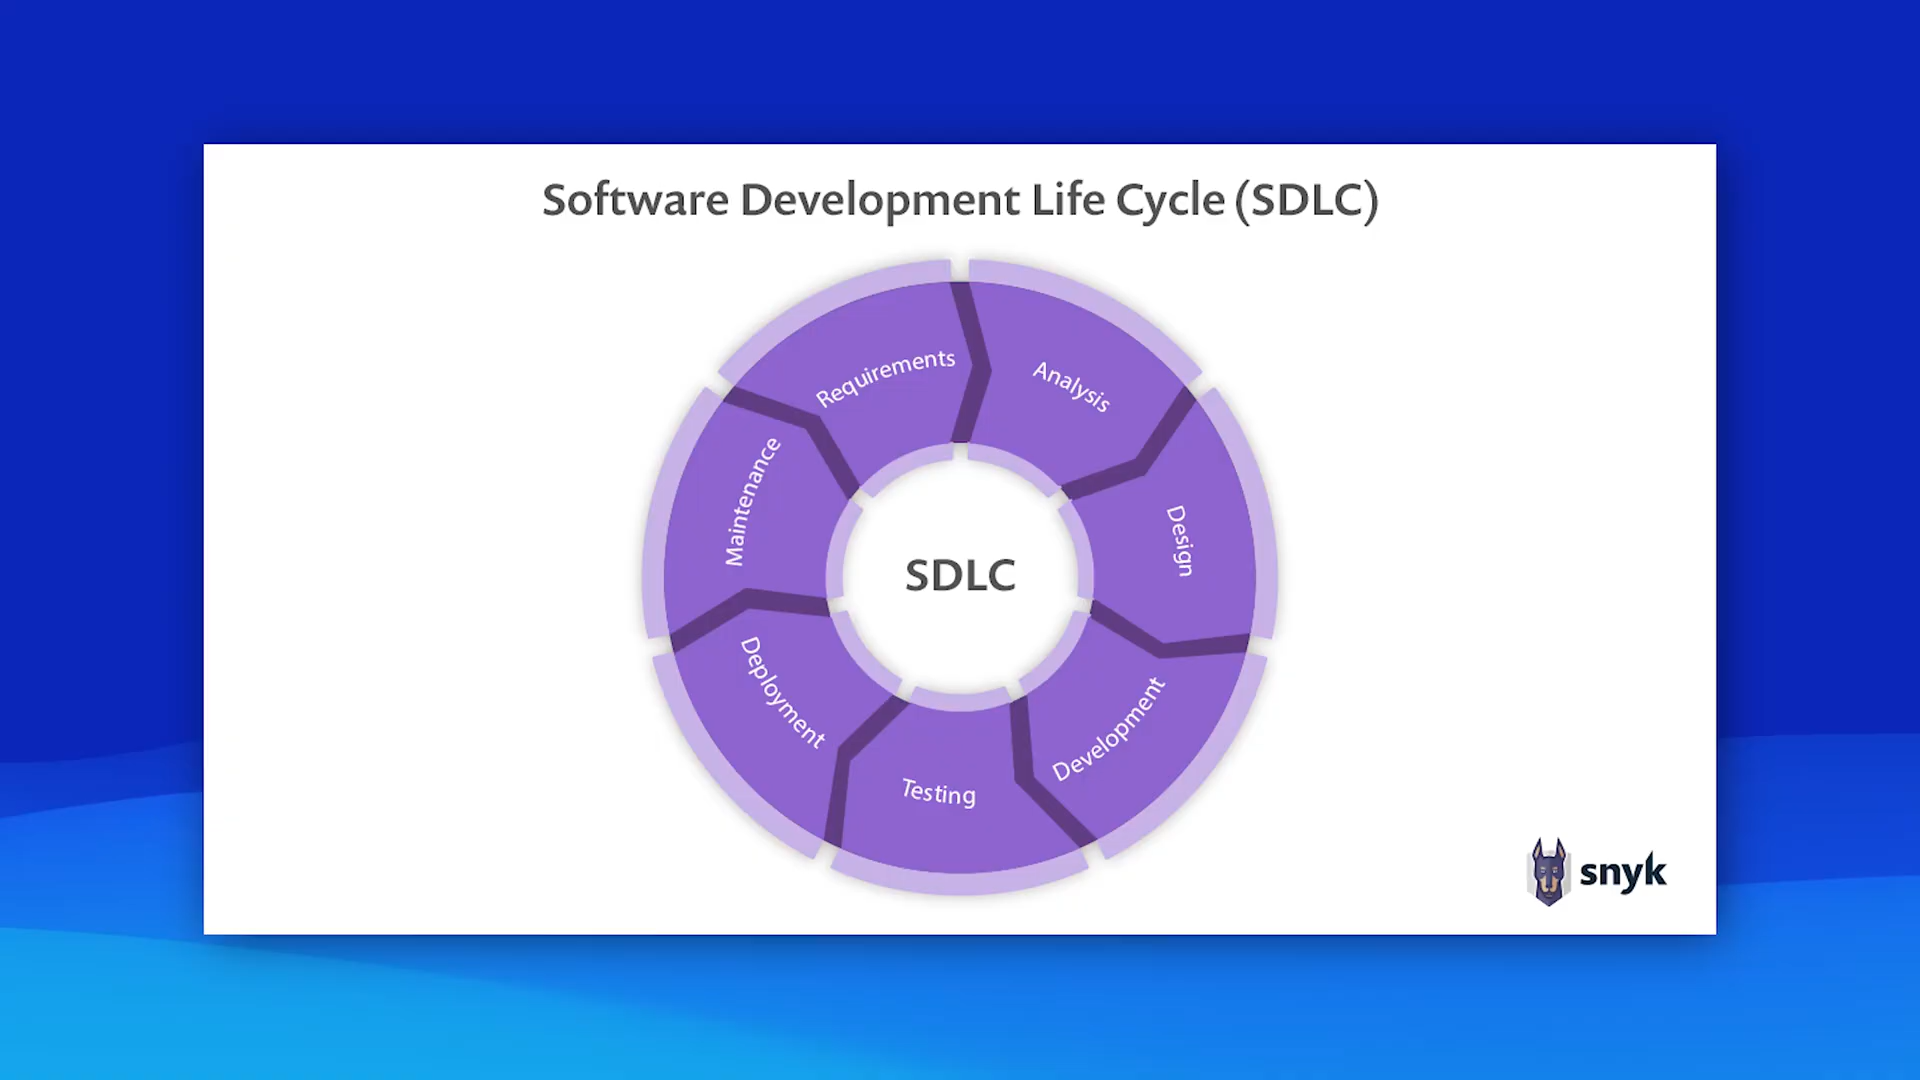 Software Development Life Cycle (SDLC)
Requirements
Analysis
Design
Development
Testing
Deployment
Maintenance
SDLC
snyk